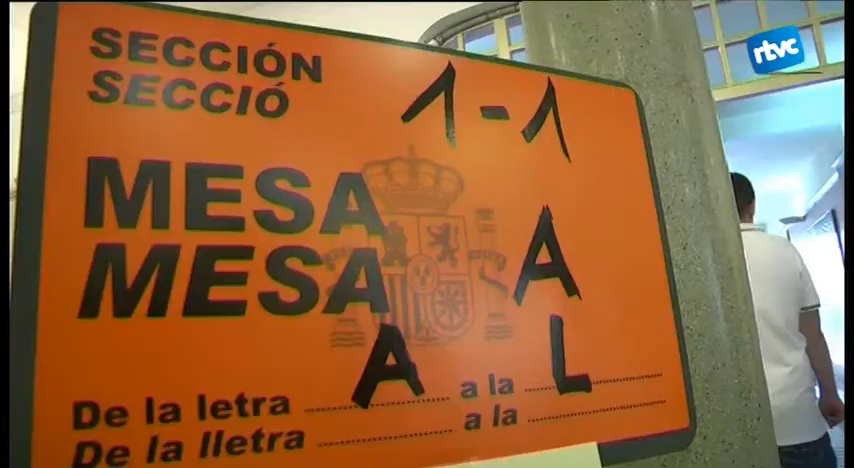 rtvc
SECCIÓN 1-1
SECCIÓ
MESA
MESA A
De la letra A a la L
De la lletra a la